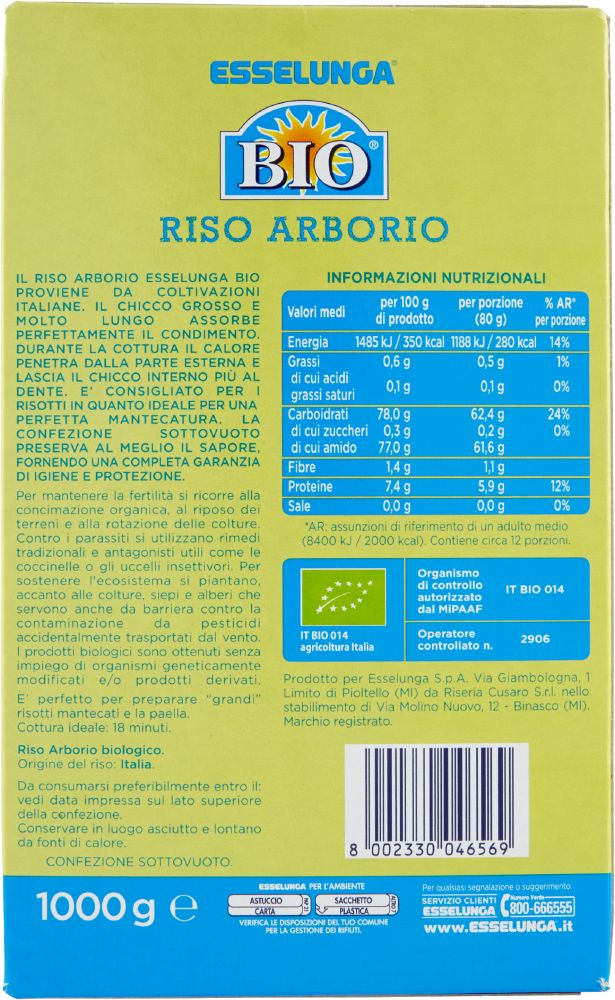 ESSELUNGA®
BIO®
RISO ARBORIO
IL RISO ARBORIO ESSELUNGA BIO
PROVIENE DA COLTIVAZIONI
ITALIANE. IL CHICCO GROSSO E
MOLTO LUNGO ASSORBE
PERFETTAMENTE IL CONDIMENTO.
DURANTE LA COTTURA IL CALORE
PENETRA DALLA PARTE ESTERNA E
LASCIA IL CHICCO INTERNO PIÙ AL
DENTE. E' CONSIGLIATO PER I
RISOTTI IN QUANTO IDEALE PER UNA
PERFETTA MANTECATURA. LA
CONFEZIONE SOTTOVUOTO
PRESERVA AL MEGLIO IL SAPORE,
FORNENDO UNA COMPLETA GARANZIA
DI IGIENE E PROTEZIONE.
Per mantenere la fertilità si ricorre alla
concimazione organica, al riposo dei
terreni e alla rotazione delle colture.
Contro i parassiti si utilizzano rimedi
tradizionali e antagonisti utili come le
coccinelle o gli uccelli insettivori. Per
sostenere l'ecosistema si piantano,
accanto alle colture, siepi e alberi che
servono anche da barriera contro la
contaminazione da pesticidi
accidentalmente trasportati dal vento.
I prodotti biologici sono ottenuti senza
impiego di organismi geneticamente
modificati e/o prodotti derivati.
E' perfetto per preparare “grandi”
risotti mantecati e la paella.
Cottura ideale: 18 minuti.
Riso Arborio biologico.
Origine del riso: Italia.
Da consumarsi preferibilmente entro il:
vedi data impressa sul lato superiore
della confezione.
Conservare in luogo asciutto e lontano
da fonti di calore.
CONFEZIONE SOTTOVUOTO.
INFORMAZIONI NUTRIZIONALI
Valori medi per 100 g di prodotto per porzione (80 g) % AR* per porzione
Energia 1485 kJ / 350 kcal 1188 kJ / 280 kcal 14%
Grassi 0,6 g 0,5 g 1%
di cui acidi
grassi saturi 0,1 g 0,1 g 0%
Carboidrati 78,0 g 62,4 g 24%
di cui zuccheri 0,3 g 0,2 g 0%
di cui amido 77,0 g 61,6 g
Fibre 1,4 g 1,1 g
Proteine 7,4 g 5,9 g 12%
Sale 0,0 g 0,0 g 0%
*AR: assunzioni di riferimento di un adulto medio
(8400 kJ / 2000 kcal). Contiene circa 12 porzioni.
IT BIO 014
agricoltura Italia
Organismo
di controllo
autorizzato
dal MiPAAF
IT BIO 014
Operatore
controllato n.
2906
Prodotto per Esselunga S.p.A. Via Giambologna, 1
Limito di Pioltello (MI) da Riseria Cusaro S.r.l. nello
stabilimento di Via Molino Nuovo, 12 - Binasco (MI).
Marchio registrato.
8 002330 046569
1000 g ℮
ESSELUNGA PER L'AMBIENTE
ASTUCCIO
CARTA
SACCHETTO
PLASTICA
VERIFICA LE DISPOSIZIONI DEL TUO COMUNE
PER LA GESTIONE DEI RIFIUTI.
Per qualsiasi segnalazione o suggerimento:
SERVIZIO CLIENTI
ESSELUNGA
Numero Verde
800-666555
www.ESSELUNGA.it